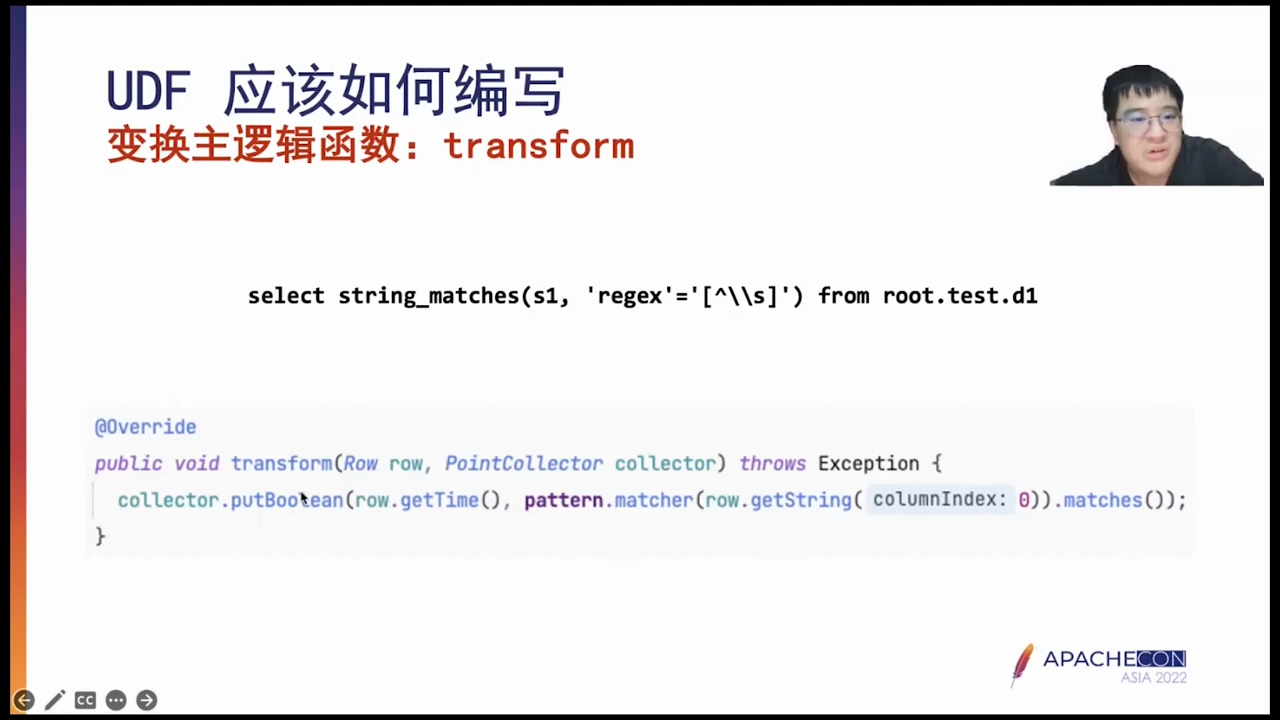 UDF 应该如何编写
变换主逻辑函数：transform
select string_matches(s1, 'regex'='[^\\s]') from root.test.d1
@Override
public void transform(Row row, PointCollector collector) throws Exception {
collector.putBoolean(row.getTime(), pattern.matcher(row.getString( columnIndex: 0)).matches());
}
APACHECON
ASIA 2022
CC